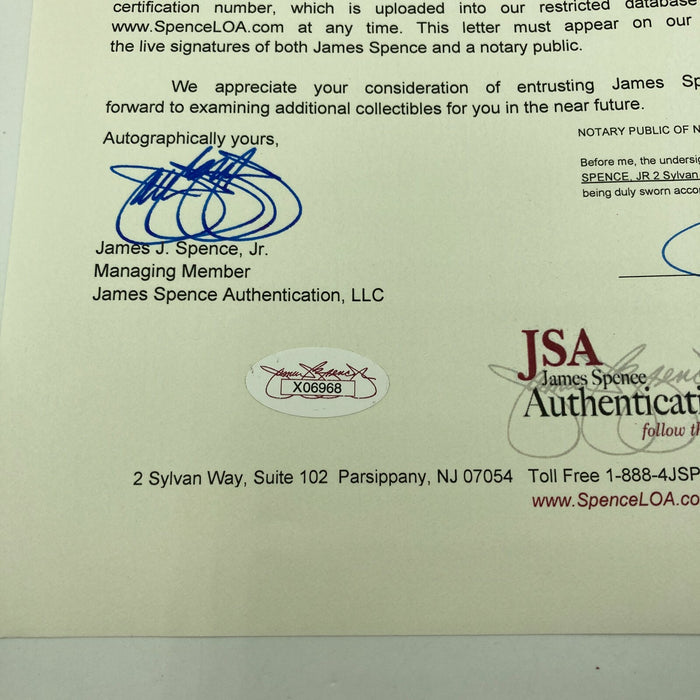 certification number, which is uploaded into our restricted database
www.SpenceLOA.com at any time. This letter must appear on our
the live signatures of both James Spence and a notary public.
We appreciate your consideration of entrusting James Sp
forward to examining additional collectibles for you in the near future.
Autographically yours,
James J. Spence, Jr.
Managing Member
James Spence Authentication, LLC
NOTARY PUBLIC OF N
Before me, the undersig
SPENCE, JR 2 Sylvan
being duly sworn acco
X06968
JSA
James Spence
Authenticati
follow th
2 Sylvan Way, Suite 102 Parsippany, NJ 07054 Toll Free 1-888-4JSP
www.SpenceLOA.co